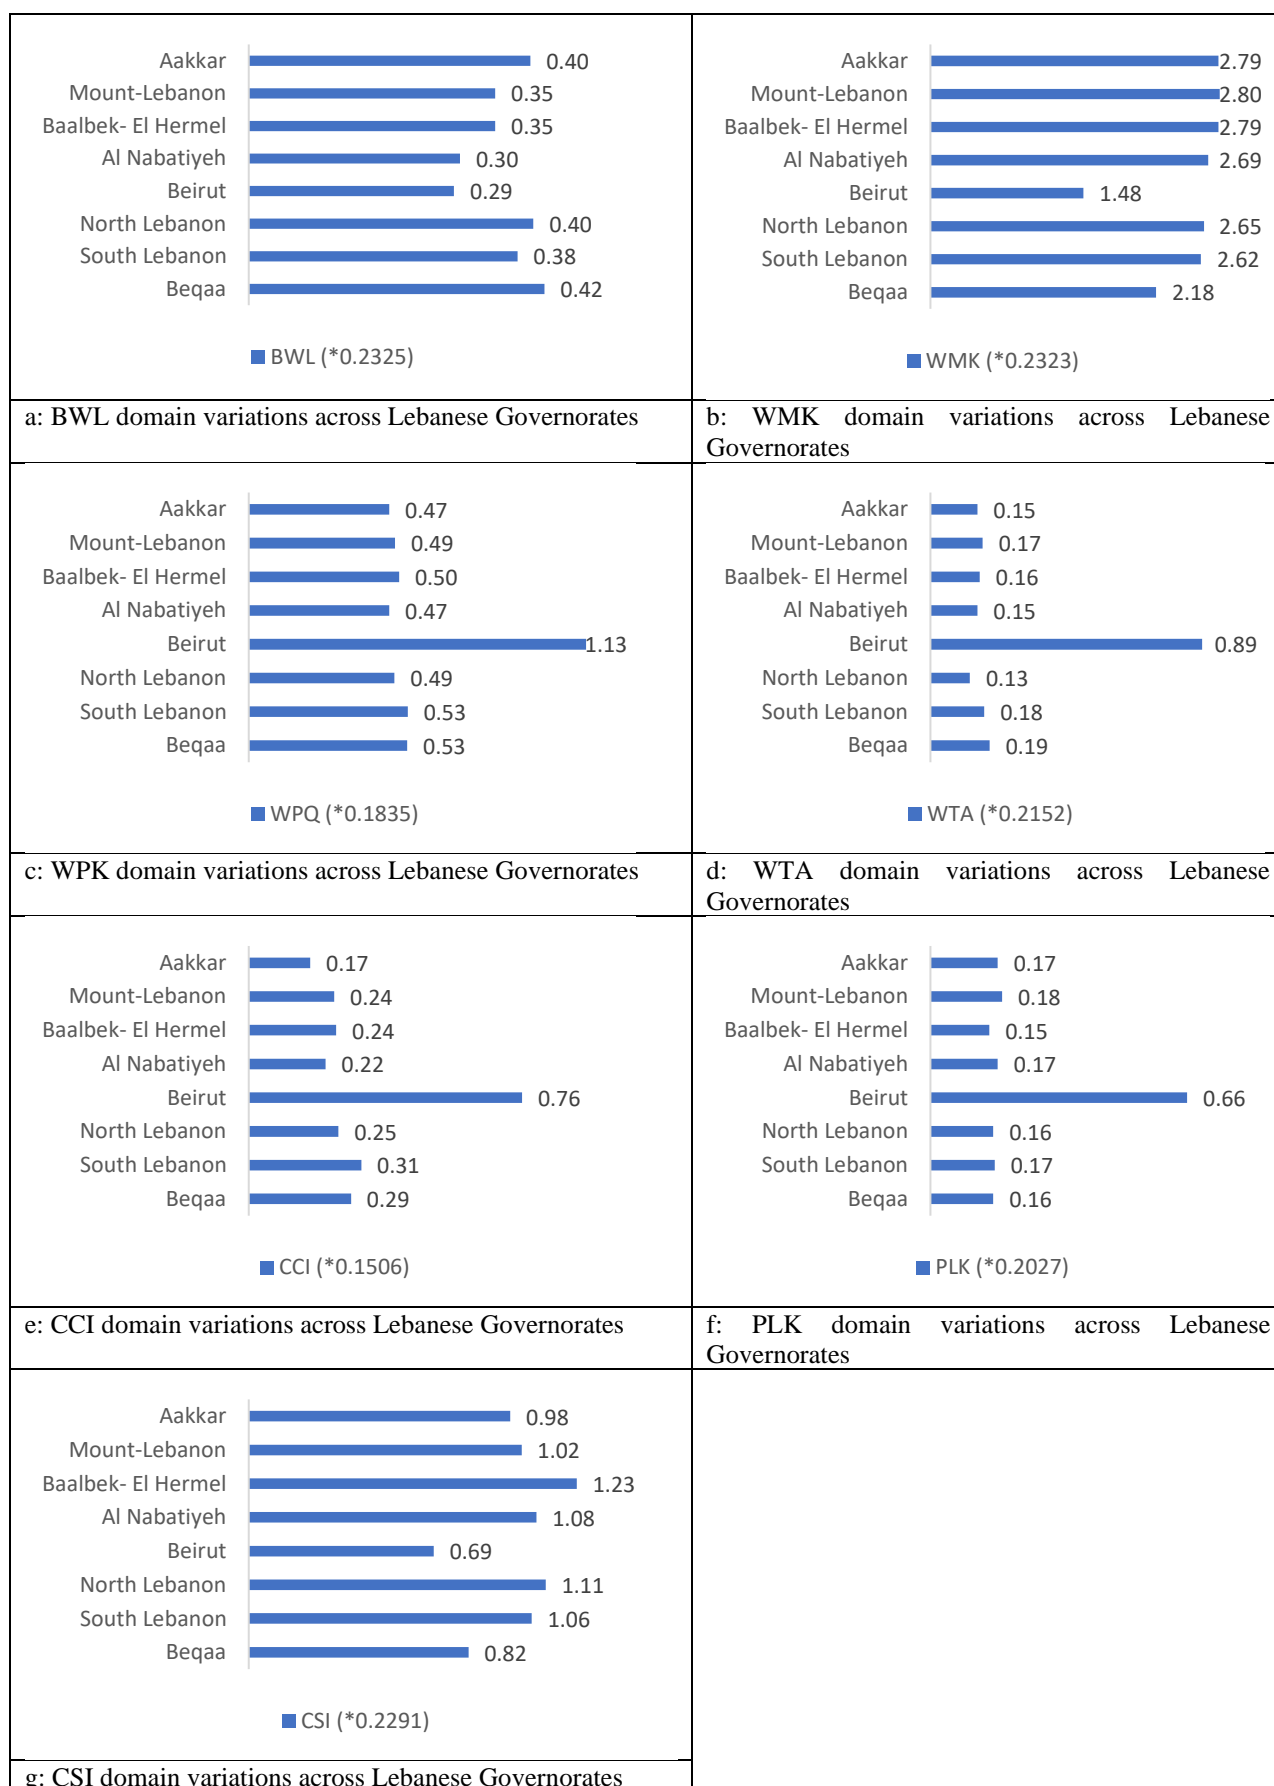 Aakkar 0.40
Mount-Lebanon 0.35
Baalbek- El Hermel 0.35
Al Nabatiyeh 0.30
Beirut 0.29
North Lebanon 0.40
South Lebanon 0.38
Beqaa 0.42
BWL (*0.2325)
a: BWL domain variations across Lebanese Governorates
Aakkar 2.79
Mount-Lebanon 2.80
Baalbek- El Hermel 2.79
Al Nabatiyeh 2.69
Beirut 1.48
North Lebanon 2.65
South Lebanon 2.62
Beqaa 2.18
WMK (*0.2323)
b: WMK domain variations across Lebanese
Governorates
Aakkar 0.47
Mount-Lebanon 0.49
Baalbek- El Hermel 0.50
Al Nabatiyeh 0.47
Beirut 1.13
North Lebanon 0.49
South Lebanon 0.53
Beqaa 0.53
WPQ (*0.1835)
c: WPK domain variations across Lebanese Governorates
Aakkar 0.15
Mount-Lebanon 0.17
Baalbek- El Hermel 0.16
Al Nabatiyeh 0.15
Beirut 0.89
North Lebanon 0.13
South Lebanon 0.18
Beqaa 0.19
WTA (*0.2152)
d: WTA domain variations across Lebanese
Governorates
Aakkar 0.17
Mount-Lebanon 0.24
Baalbek- El Hermel 0.24
Al Nabatiyeh 0.22
Beirut 0.76
North Lebanon 0.25
South Lebanon 0.31
Beqaa 0.29
CCI (*0.1506)
e: CCI domain variations across Lebanese Governorates
Aakkar 0.17
Mount-Lebanon 0.18
Baalbek- El Hermel 0.15
Al Nabatiyeh 0.17
Beirut 0.66
North Lebanon 0.16
South Lebanon 0.17
Beqaa 0.16
PLK (*0.2027)
f: PLK domain variations across Lebanese
Governorates
Aakkar 0.98
Mount-Lebanon 1.02
Baalbek- El Hermel 1.23
Al Nabatiyeh 1.08
Beirut 0.69
North Lebanon 1.11
South Lebanon 1.06
Beqaa 0.82
CSI (*0.2291)
g: CSI domain variations across Lebanese Governorates